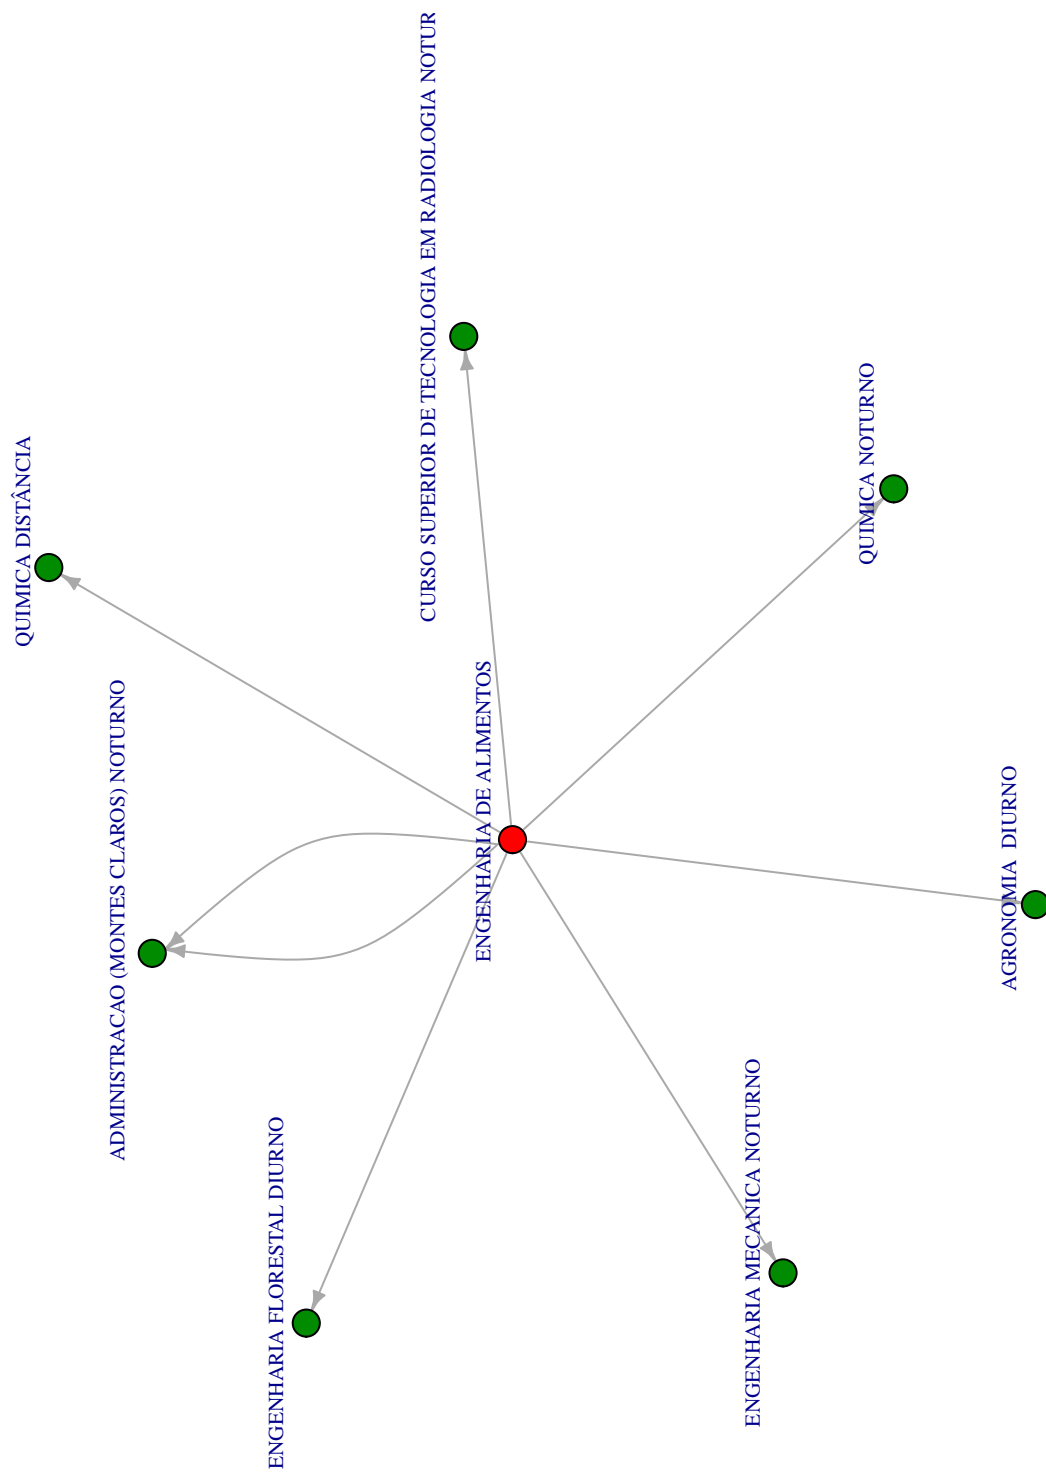 CURSO SUPERIOR DE TECNOLOGIA EM RADIOLOGIA NOTUR
QUIMICA NOTURNO
QUIMICA DISTÂNCIA
ENGENHARIA DE ALIMENTOS
ADMINISTRACAO (MONTES CLAROS) NOTURNO
AGRONOMIA  DIURNO
ENGENHARIA MECANICA NOTURNO
ENGENHARIA FLORESTAL DIURNO